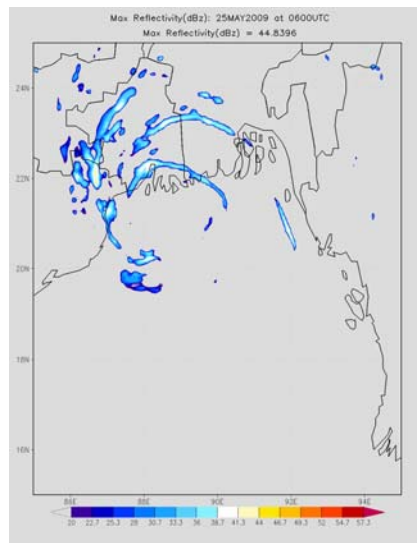 Max Reflectivity(dBz): 25MAY2009 at 0600UTC
Max Reflectivity(dBz) = 44.8396
24N
22N
20N
18N
16N
86E 88E 90E 92E 94E
20 22.7 25.3 28 30.7 33.3 36 38.7 41.3 44 46.7 49.3 52 54.7 57.3